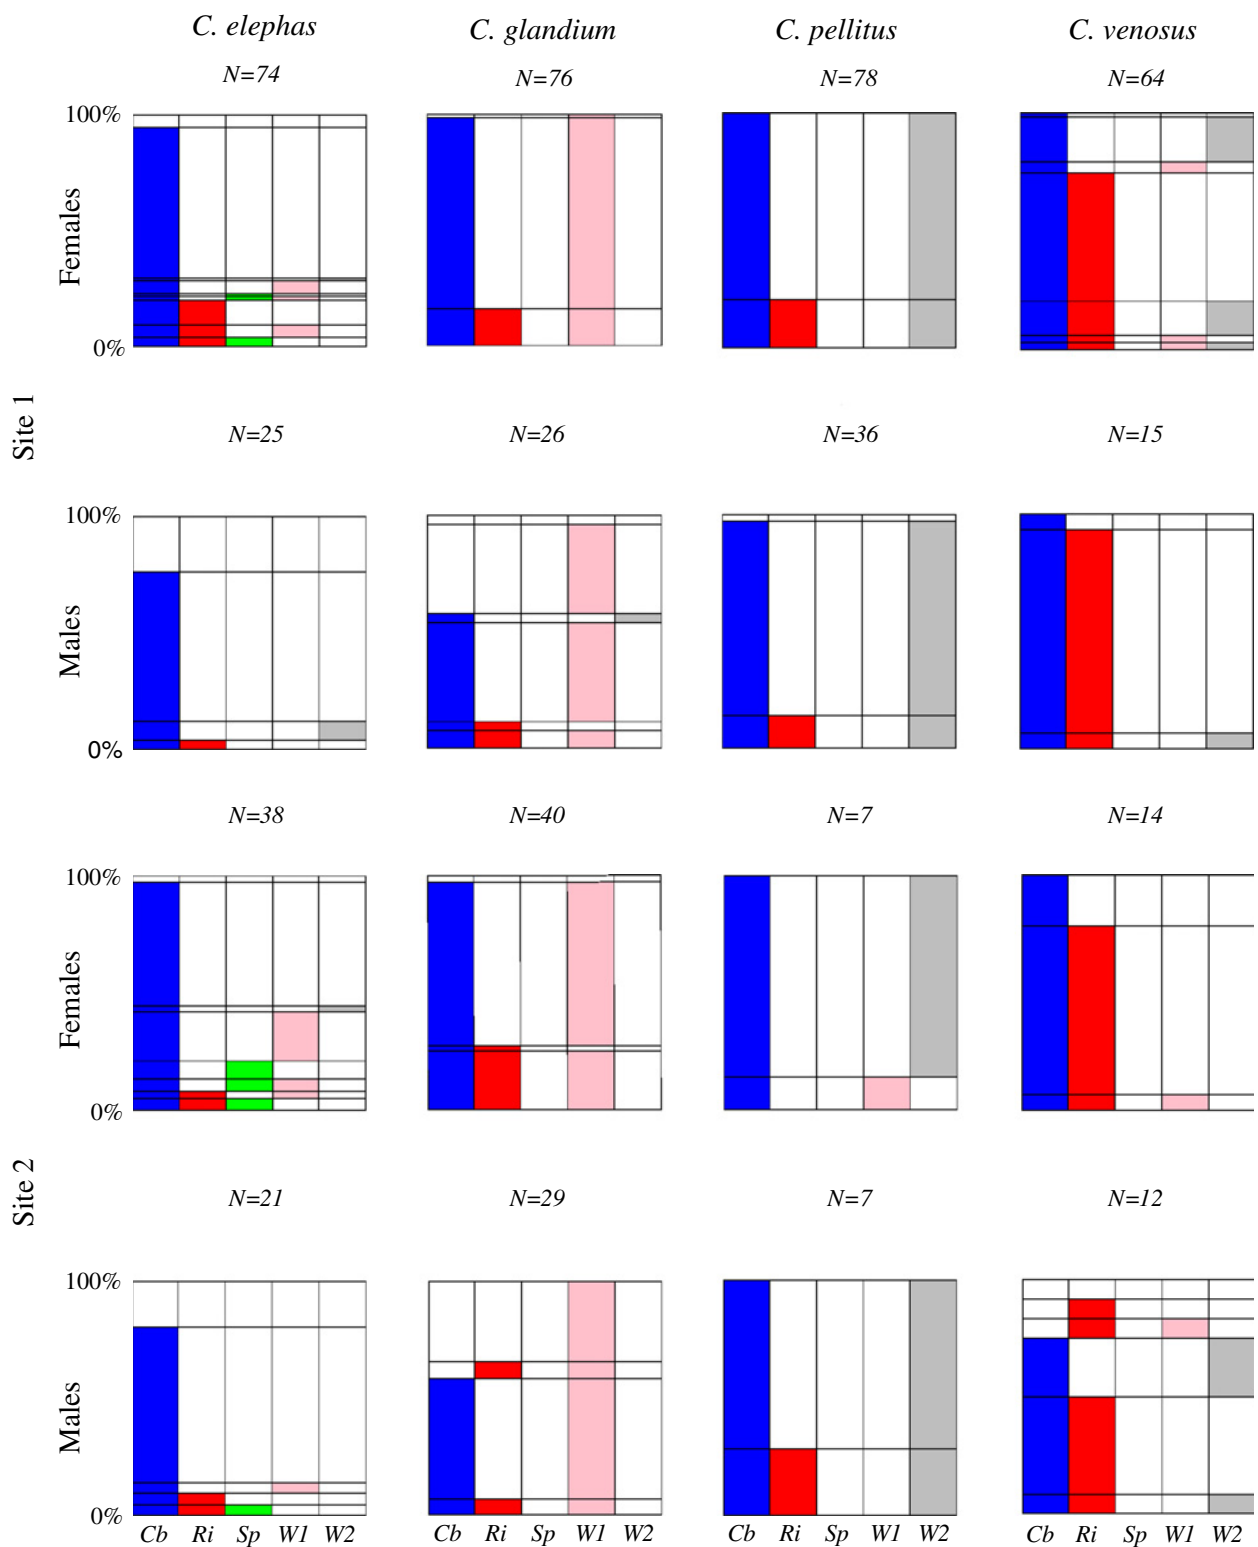 C. elephas C. glandium C. pellitus C. venosus
N=74 N=76 N=78 N=64
100%
Females
0%
Site 1
N=25 N=26 N=36 N=15
100%
Males
0%
N=38 N=40 N=7 N=14
100%
Females
0%
Site 2
N=21 N=29 N=7 N=12
100%
Males
0%
Cb Ri Sp W1 W2 Cb Ri Sp W1 W2 Cb Ri Sp W1 W2 Cb Ri Sp W1 W2